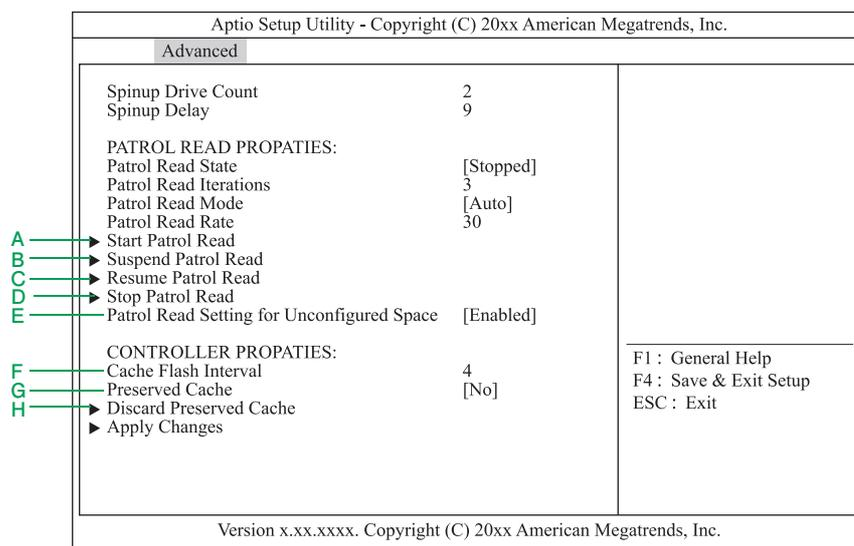 Aptio Setup Utility - Copyright (C) 20xx American Megatrends, Inc.
Advanced
Spinup Drive Count 2
Spinup Delay 9
PATROL READ PROPATIES:
Patrol Read State [Stopped]
Patrol Read Iterations 3
Patrol Read Mode [Auto]
Patrol Read Rate 30
A ▶ Start Patrol Read
B ▶ Suspend Patrol Read
C ▶ Resume Patrol Read
D ▶ Stop Patrol Read
E Patrol Read Setting for Unconfigured Space [Enabled]
CONTROLLER PROPATIES:
F Cache Flash Interval 4
G Preserved Cache [No]
H ▶ Discard Preserved Cache
▶ Apply Changes
F1 : General Help
F4 : Save & Exit Setup
ESC : Exit
Version x.xx.xxxx. Copyright (C) 20xx American Megatrends, Inc.